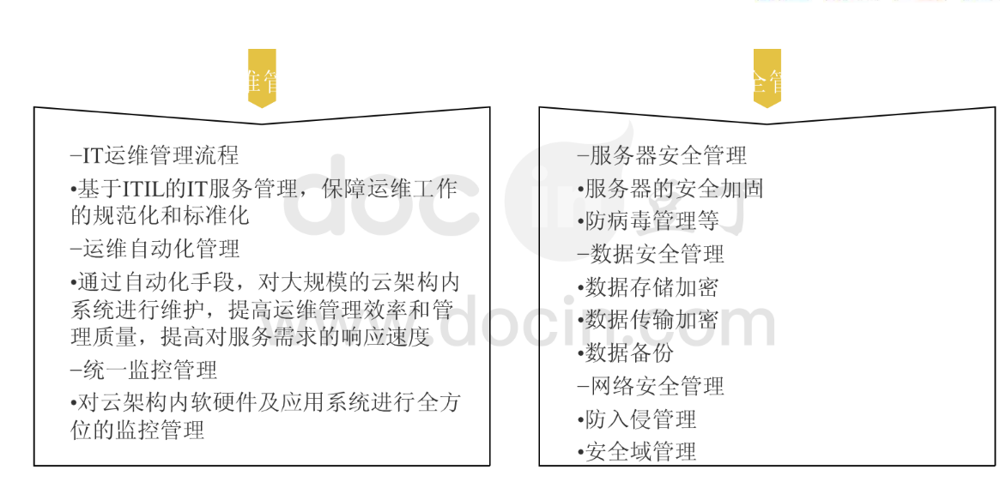 维管
全管
–IT运维管理流程
•基于ITIL的IT服务管理，保障运维工作
的规范化和标准化
–运维自动化管理
•通过自动化手段，对大规模的云架构内
系统进行维护，提高运维管理效率和管
理质量，提高对服务需求的响应速度
–统一监控管理
•对云架构内软硬件及应用系统进行全方
位的监控管理
–服务器安全管理
•服务器的安全加固
•防病毒管理等
–数据安全管理
•数据存储加密
•数据传输加密
•数据备份
–网络安全管理
•防入侵管理
•安全域管理
docin 豆丁
www.docin.com